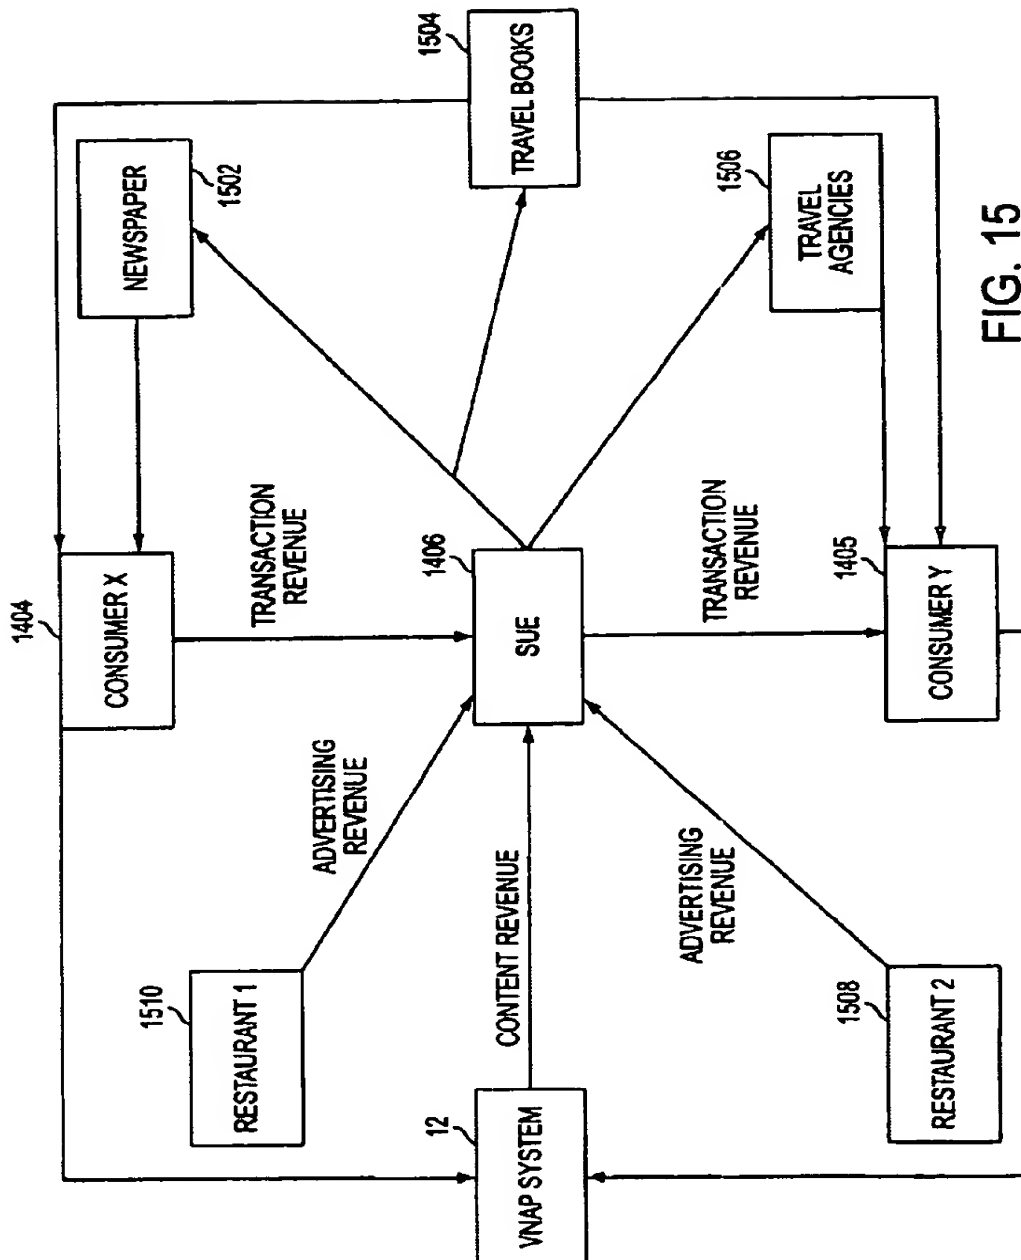 1404
CONSUMER X
NEWSPAPER
1502
1504
TRAVEL BOOKS
1510
RESTAURANT 1
ADVERTISING
REVENUE
TRANSACTION
REVENUE
12
VNAP SYSTEM
CONTENT REVENUE
1406
SUE
1506
TRAVEL
AGENCIES
1508
RESTAURANT 2
ADVERTISING
REVENUE
TRANSACTION
REVENUE
1405
CONSUMER Y
FIG. 15